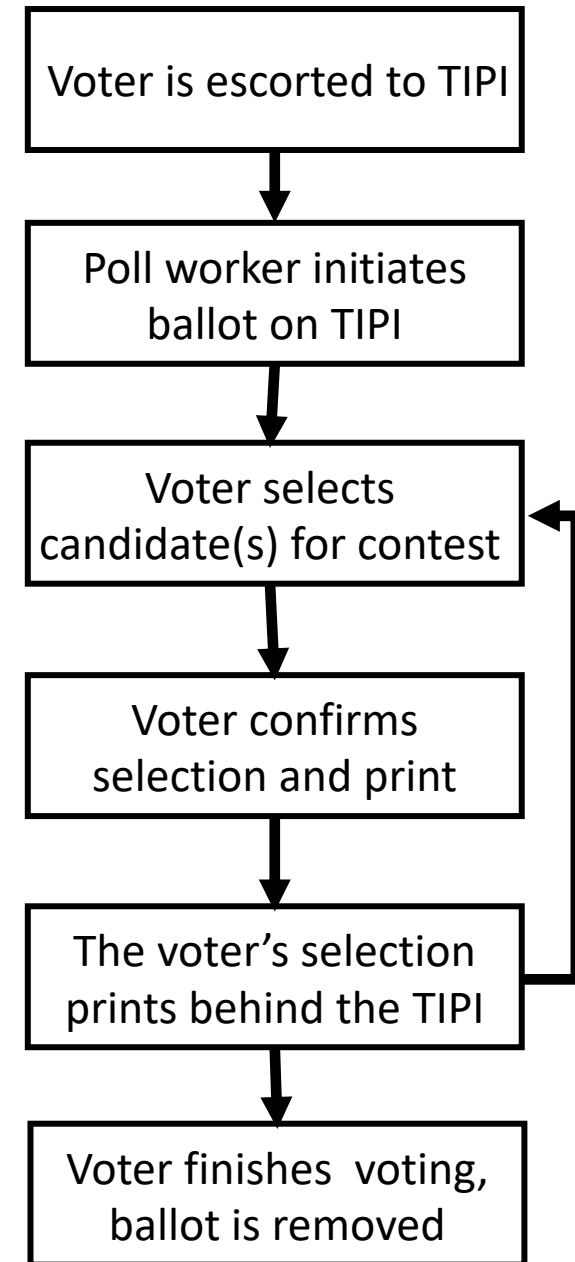 Voter is escorted to TIPI
Poll worker initiates
ballot on TIPI
Voter selects
candidate(s) for contest
Voter confirms
selection and print
The voter’s selection
prints behind the TIPI
Voter finishes  voting,
ballot is removed